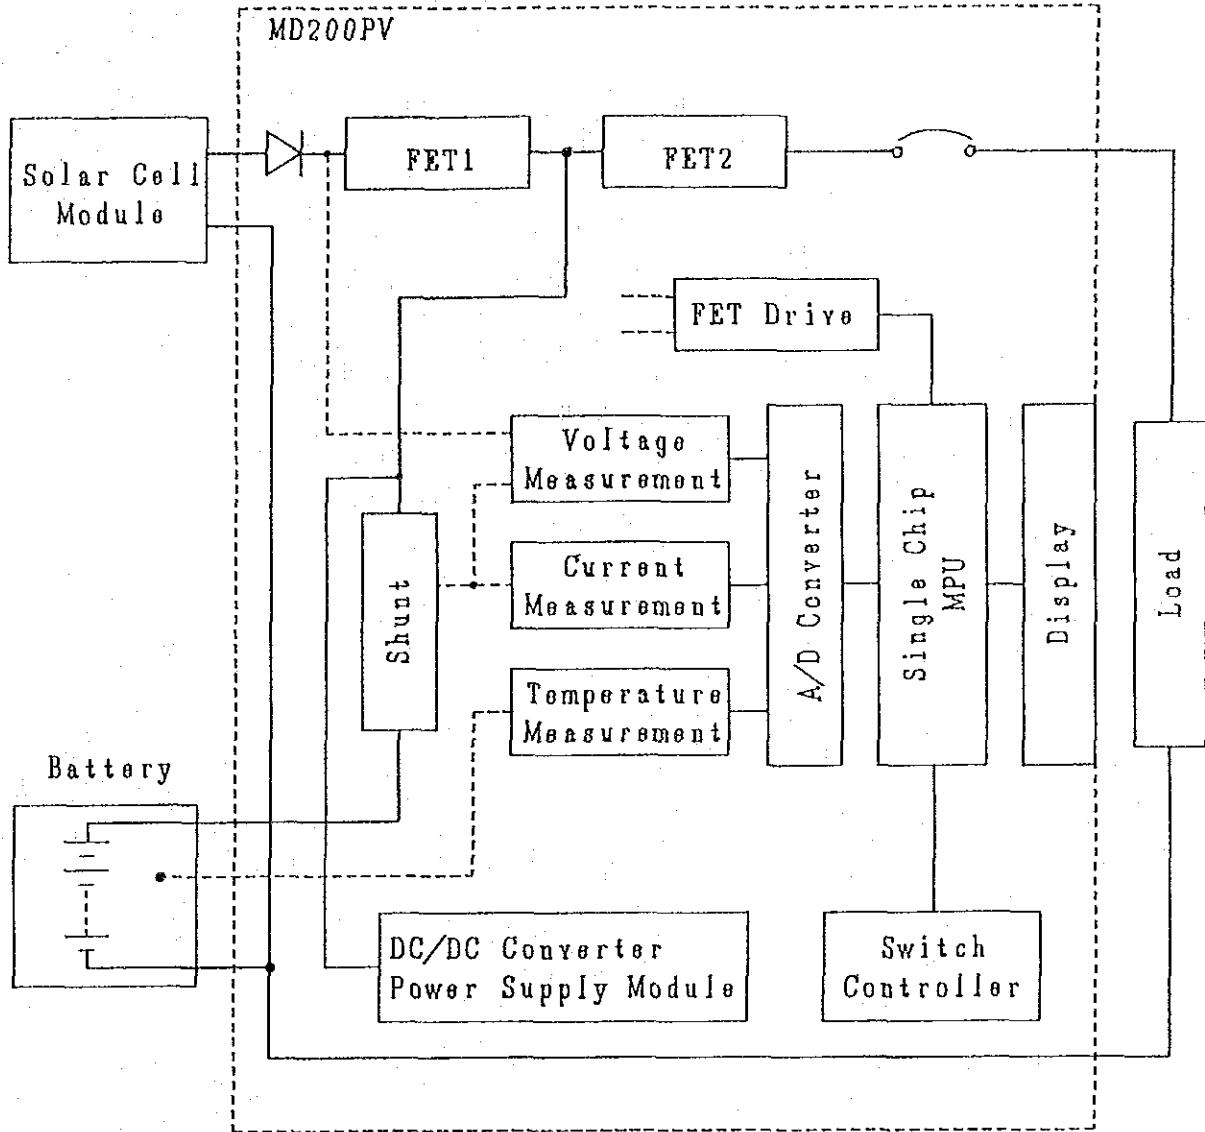 MD200PV
Solar Cell
Module
FET1
FET2
FET Drive
Voltage
Measurement
Current
Measurement
Temperature
Measurement
Shunt
A/D Converter
Single Chip
MPU
Display
Load
Battery
DC/DC Converter
Power Supply Module
Switch
Controller